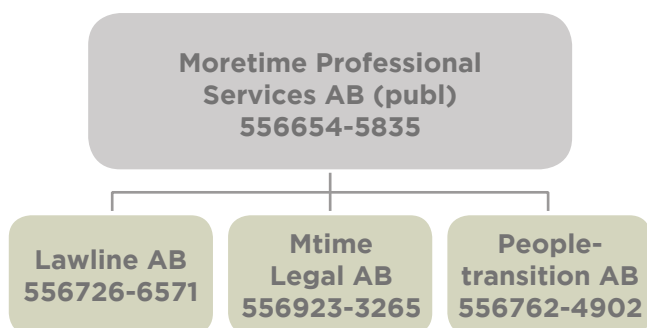 Moretime Professional
Services AB (publ)
556654-5835
Lawline AB
556726-6571
Mtime
Legal AB
556923-3265
People-
transition AB
556762-4902